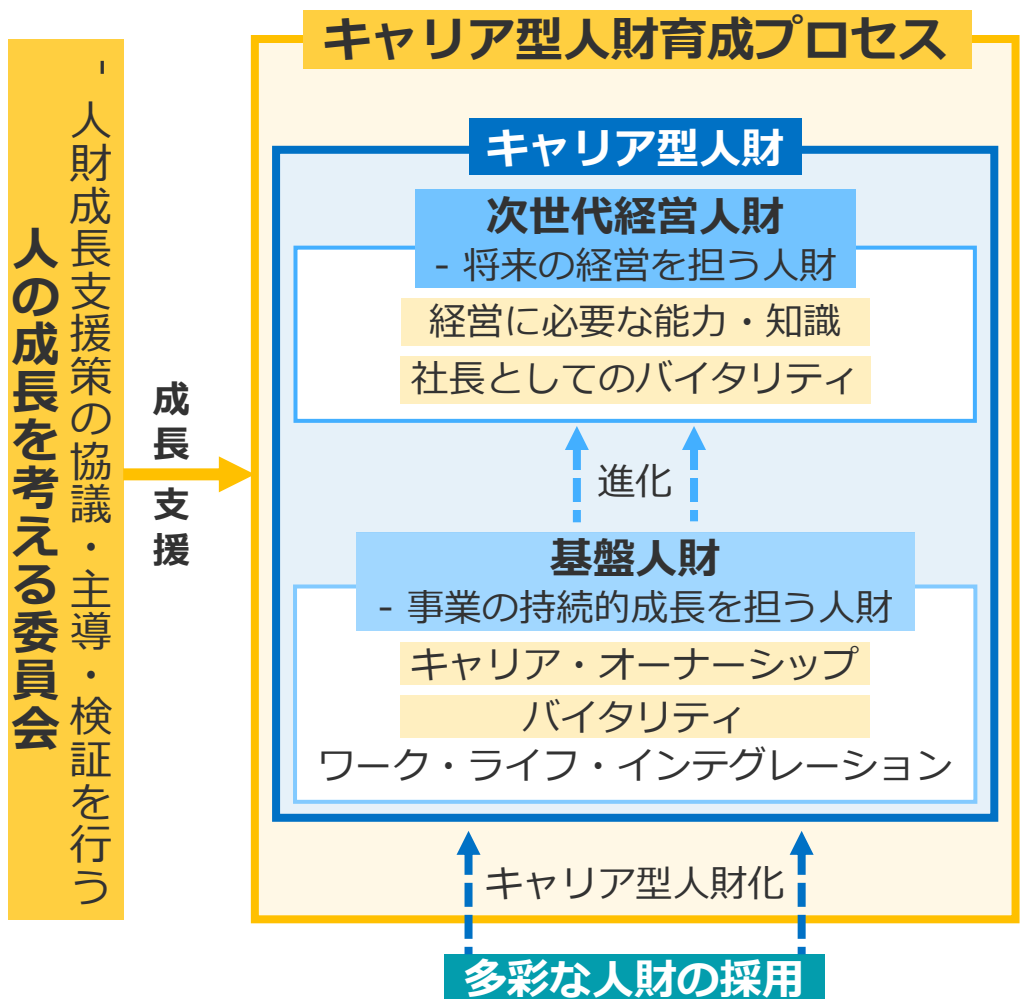 キャリア型人財育成プロセス
人の成長を考える委員会
- 人財成長支援策の協議・主導・検証を行う
成長支援
キャリア型人財
次世代経営人財
- 将来の経営を担う人財
経営に必要な能力・知識
社長としてのバイタリティ
進化
基盤人財
- 事業の持続的成長を担う人財
キャリア・オーナーシップ
バイタリティ
ワーク・ライフ・インテグレーション
キャリア型人財化
多彩な人財の採用